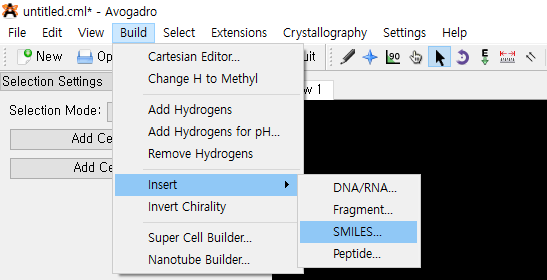 untitled.cml* - Avogadro
File Edit View Build Select Extensions Crystallography Settings Help
New Op uit
Selection Settings
Selection Mode:
Add Ce
Add Ce
w 1
Cartesian Editor...
Change H to Methyl
Add Hydrogens
Add Hydrogens for pH...
Remove Hydrogens
Insert
Invert Chirality
Super Cell Builder...
Nanotube Builder...
DNA/RNA...
Fragment...
SMILES...
Peptide...